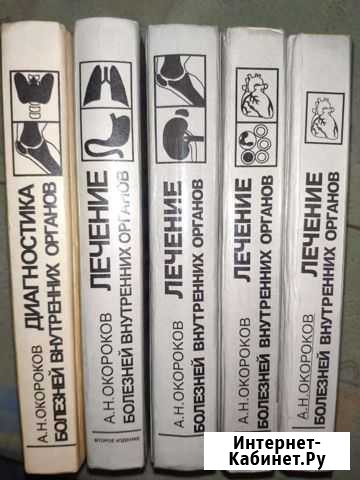 А.Н.ОКОРОКОВ
ДИАГНОСТИКА
БОЛЕЗНЕЙ ВНУТРЕННИХ ОРГАНОВ
А.Н.ОКОРОКОВ
ЛЕЧЕНИЕ
БОЛЕЗНЕЙ ВНУТРЕННИХ ОРГАНОВ
ВТОРОЕ ИЗДАНИЕ
А.Н.ОКОРОКОВ
ЛЕЧЕНИЕ
БОЛЕЗНЕЙ ВНУТРЕННИХ ОРГАНОВ
А.Н.ОКОРОКОВ
ЛЕЧЕНИЕ
БОЛЕЗНЕЙ ВНУТРЕННИХ ОРГАНОВ
А.Н.ОКОРОКОВ
ЛЕЧЕНИЕ
БОЛЕЗНЕЙ ВНУТРЕННИХ ОРГАНОВ
Интернет-
Кабинет.Ру